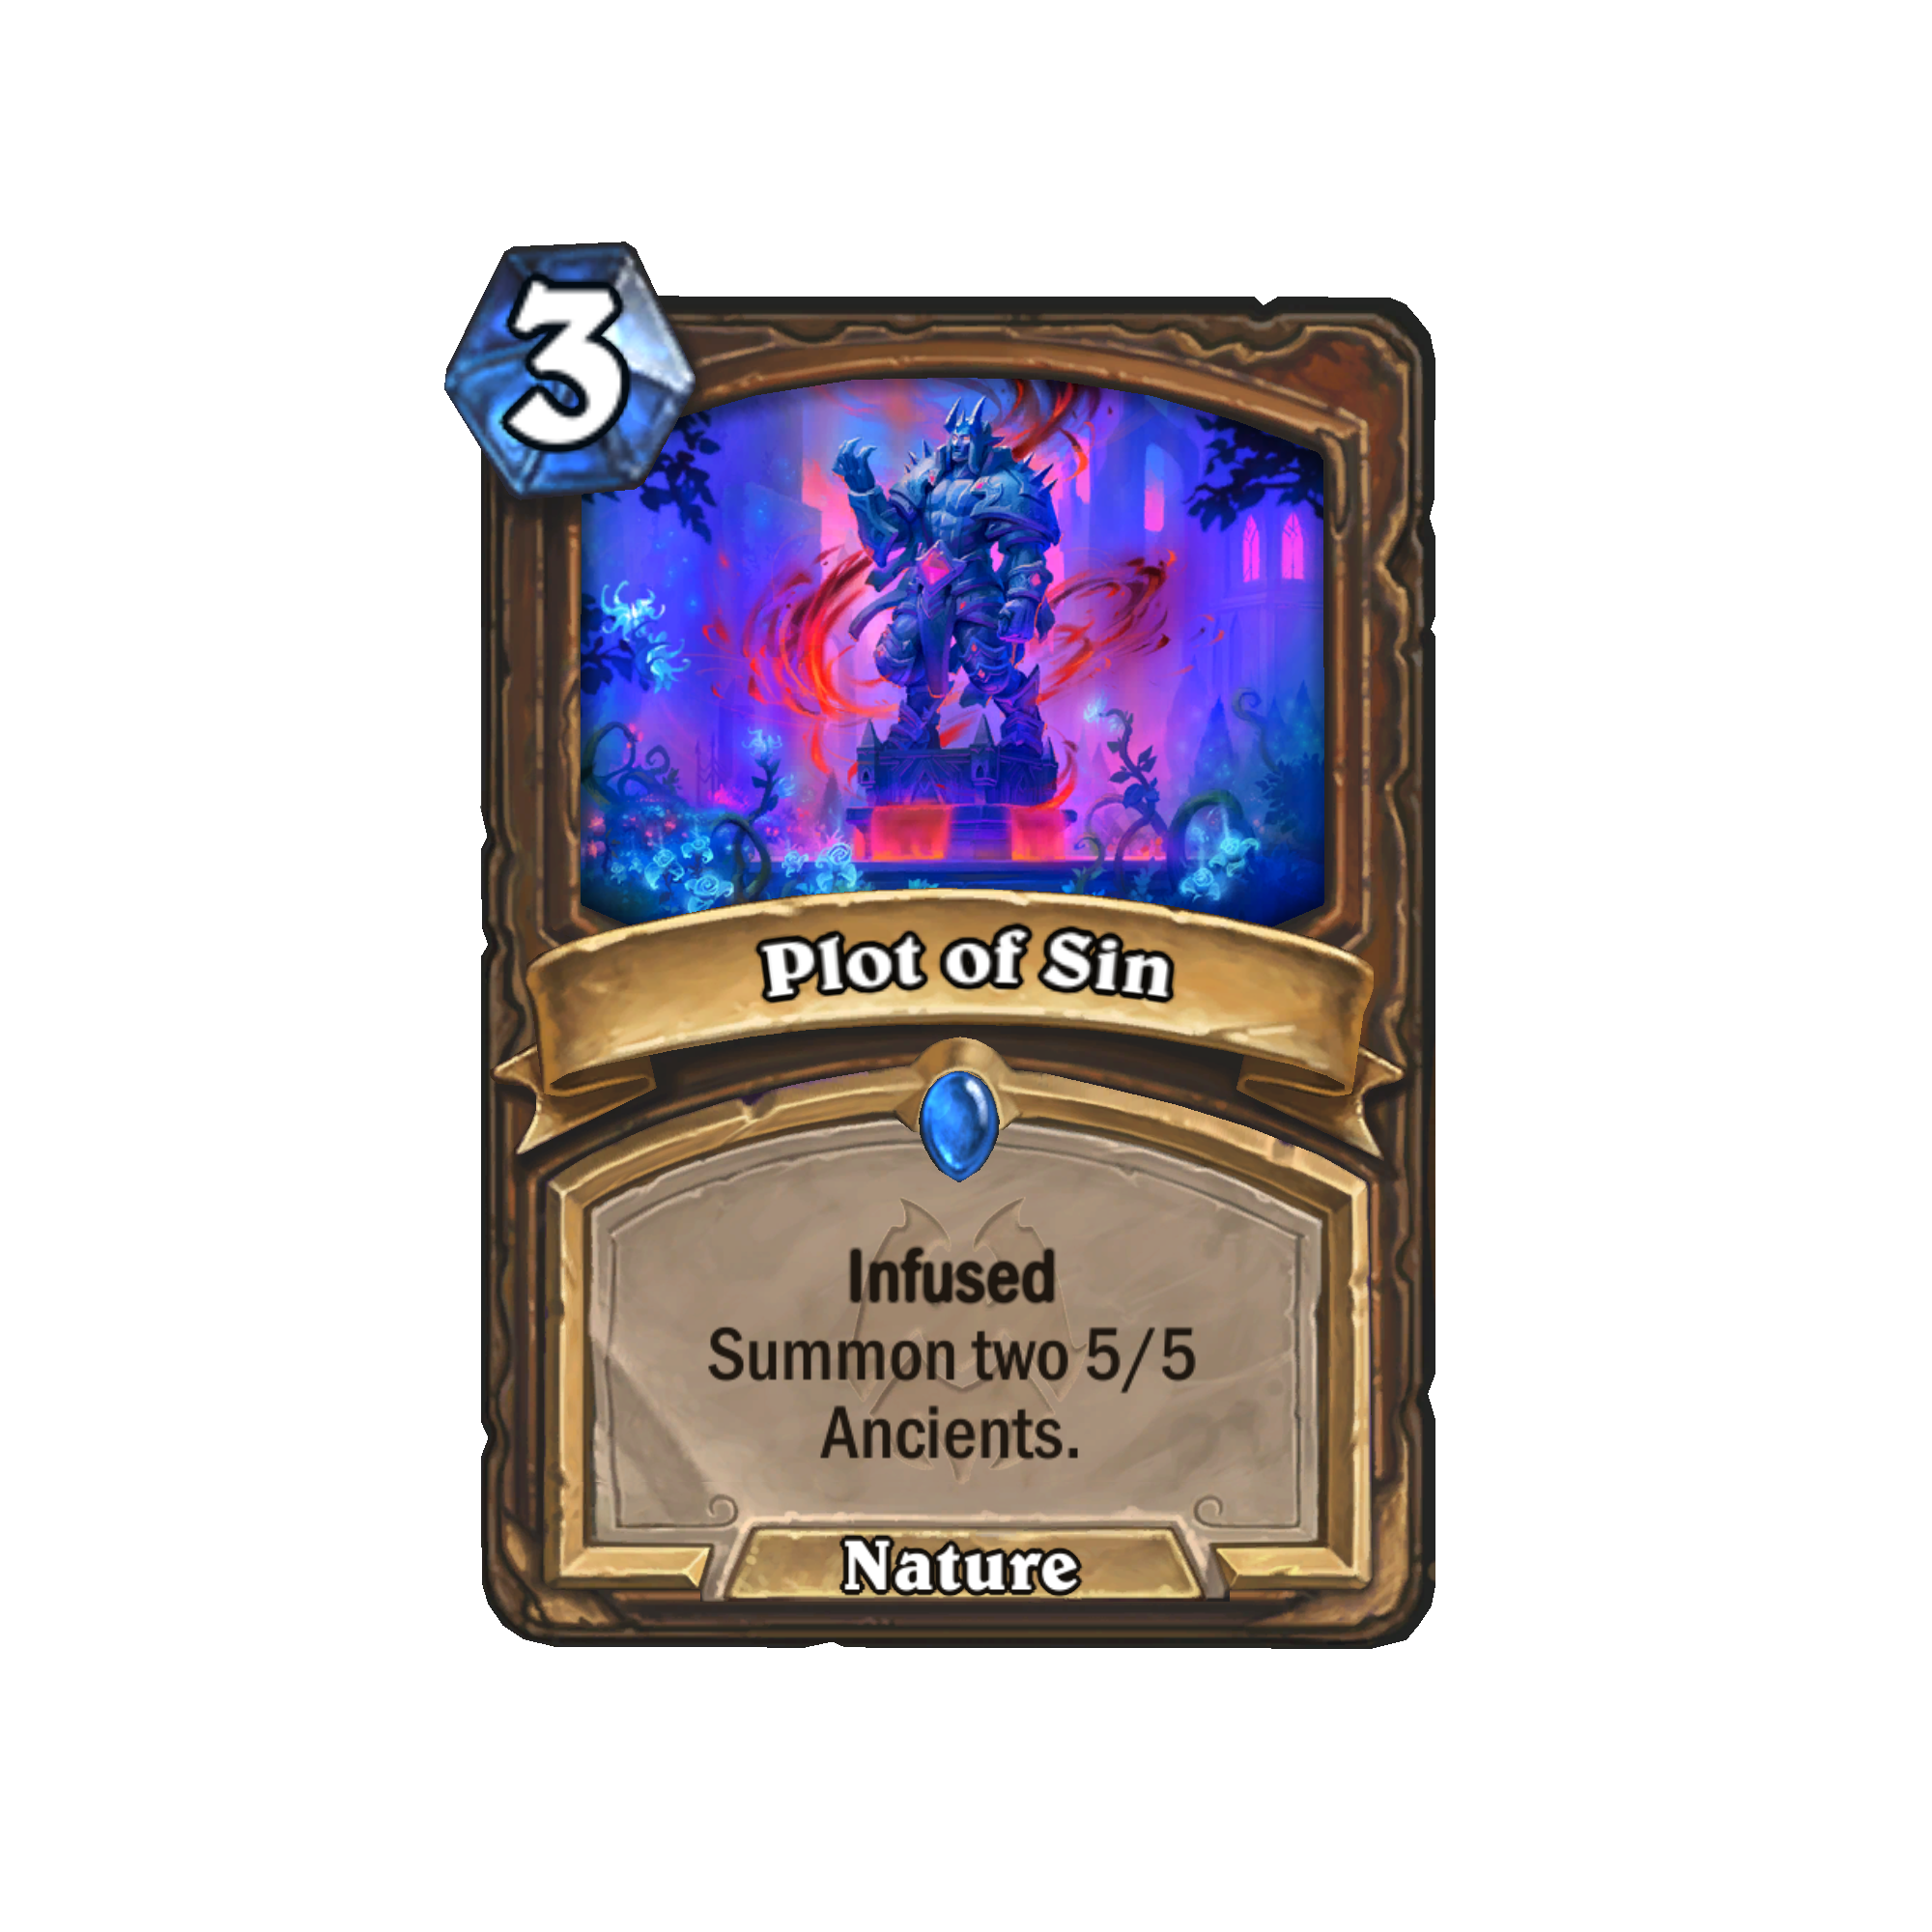 3
Plot of Sin
Infused
Summon two 5/5
Ancients.
Nature